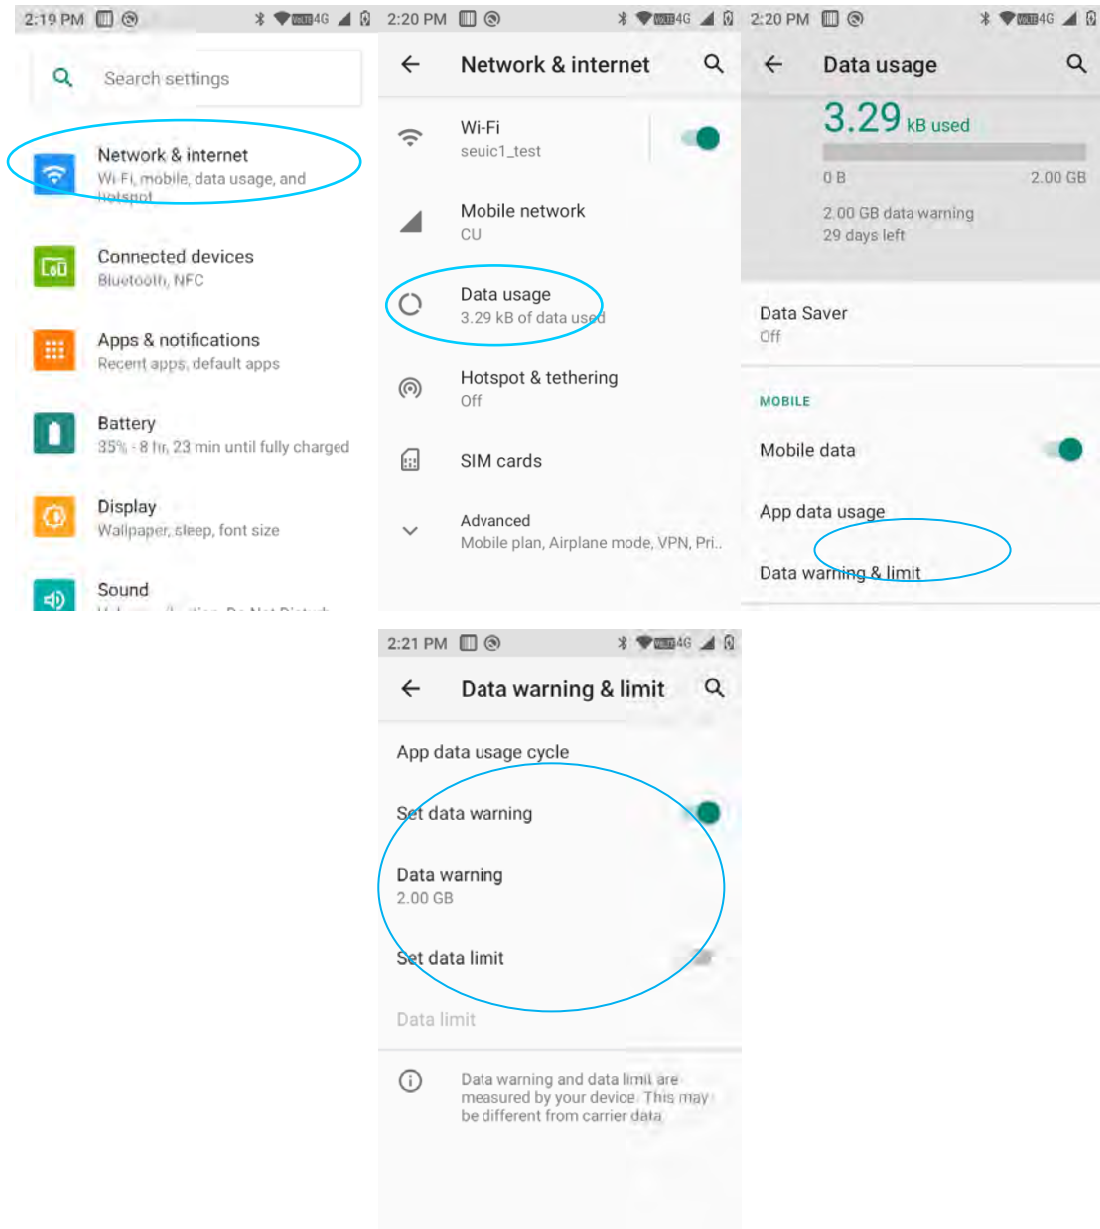 2:19 PM
4G
Search settings
Network & internet
Wi-Fi, mobile, data usage, and
hotspot
Connected devices
Bluetooth, NFC
Apps & notifications
Recent apps, default apps
Battery
35% - 8 hr, 23 min until fully charged
Display
Wallpaper, sleep, font size
Sound
2:20 PM
VoLTE 4G
Network & internet
Wi-Fi
seuic1_test
Mobile network
CU
Data usage
3.29 kB of data used
Hotspot & tethering
Off
SIM cards
Advanced
Mobile plan, Airplane mode, VPN, Pri..
2:20 PM
VoLTE 4G
Data usage
3.29 kB used
0 B
2.00 GB
2.00 GB data warning
29 days left
Data Saver
Off
MOBILE
Mobile data
App data usage
Data warning & limit
2:21 PM
VoLTE 4G
Data warning & limit
App data usage cycle
Set data warning
Data warning
2.00 GB
Set data limit
Data limit
Data warning and data limit are
measured by your device. This may
be different from carrier data